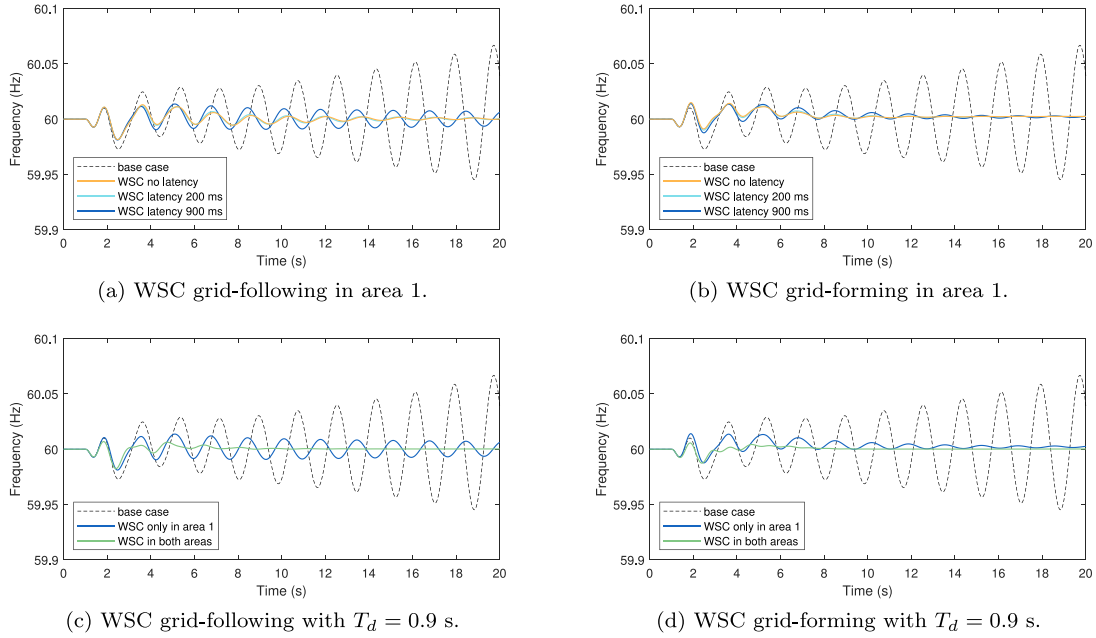 60.1
60.05
60
59.95
59.9
Frequency (Hz)
base case
WSC no latency
WSC latency 200 ms
WSC latency 900 ms
0 2 4 6 8 10 12 14 16 18 20
Time (s)
(a) WSC grid-following in area 1.
60.1
60.05
60
59.95
59.9
Frequency (Hz)
base case
WSC no latency
WSC latency 200 ms
WSC latency 900 ms
0 2 4 6 8 10 12 14 16 18 20
Time (s)
(b) WSC grid-forming in area 1.
60.1
60.05
60
59.95
59.9
Frequency (Hz)
base case
WSC only in area 1
WSC in both areas
0 2 4 6 8 10 12 14 16 18 20
Time (s)
(c) WSC grid-following with T_d = 0.9 s.
60.1
60.05
60
59.95
59.9
Frequency (Hz)
base case
WSC only in area 1
WSC in both areas
0 2 4 6 8 10 12 14 16 18 20
Time (s)
(d) WSC grid-forming with T_d = 0.9 s.